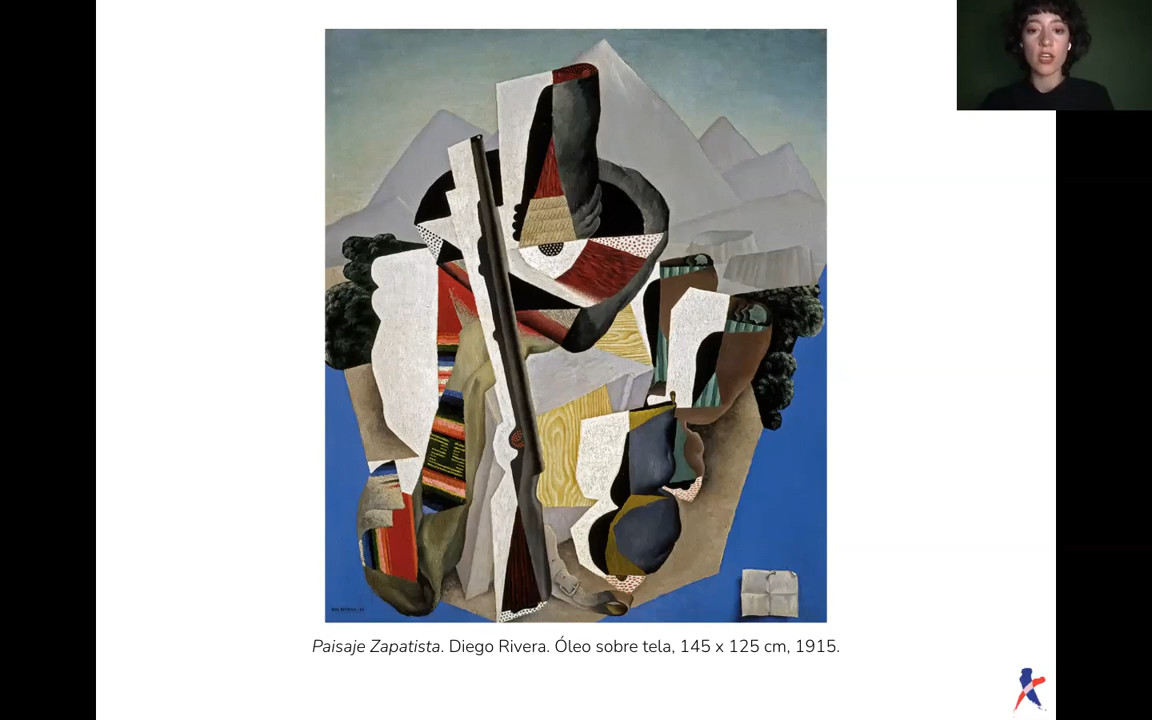 Paisaje Zapatista. Diego Rivera. Óleo sobre tela, 145 x 125 cm, 1915.